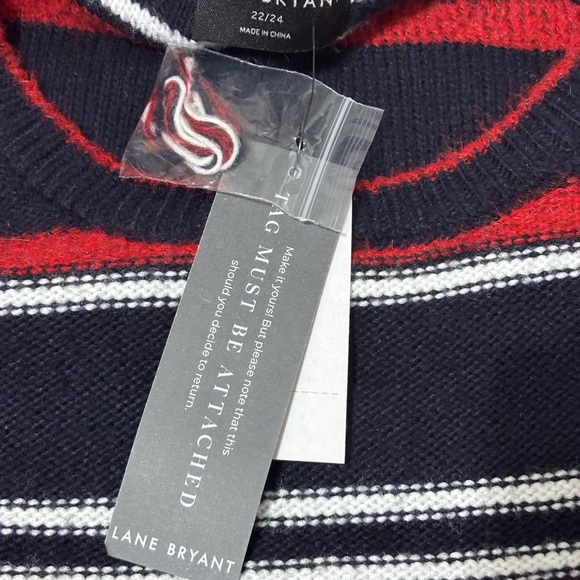 BRYANT
22/24
MADE IN CHINA
Make it yours! But please note that this
TAG MUST BE ATTACHED
should you decide to return.
LANE BRYANT